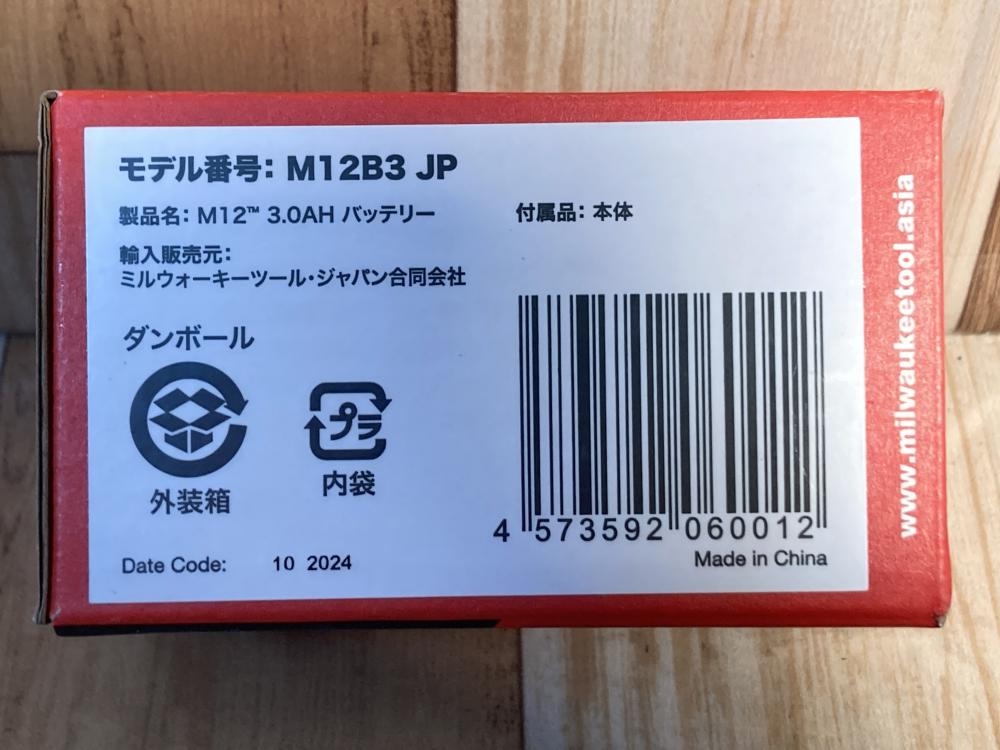 モデル番号: M12B3 JP
製品名: M12™ 3.0AH バッテリー
付属品: 本体
輸入販売元:
ミルウォーキーツール・ジャパン合同会社
ダンボール
外装箱
プラ
内袋
4 573592 060012
Date Code: 10 2024
Made in China
www.milwaukeetool.asia